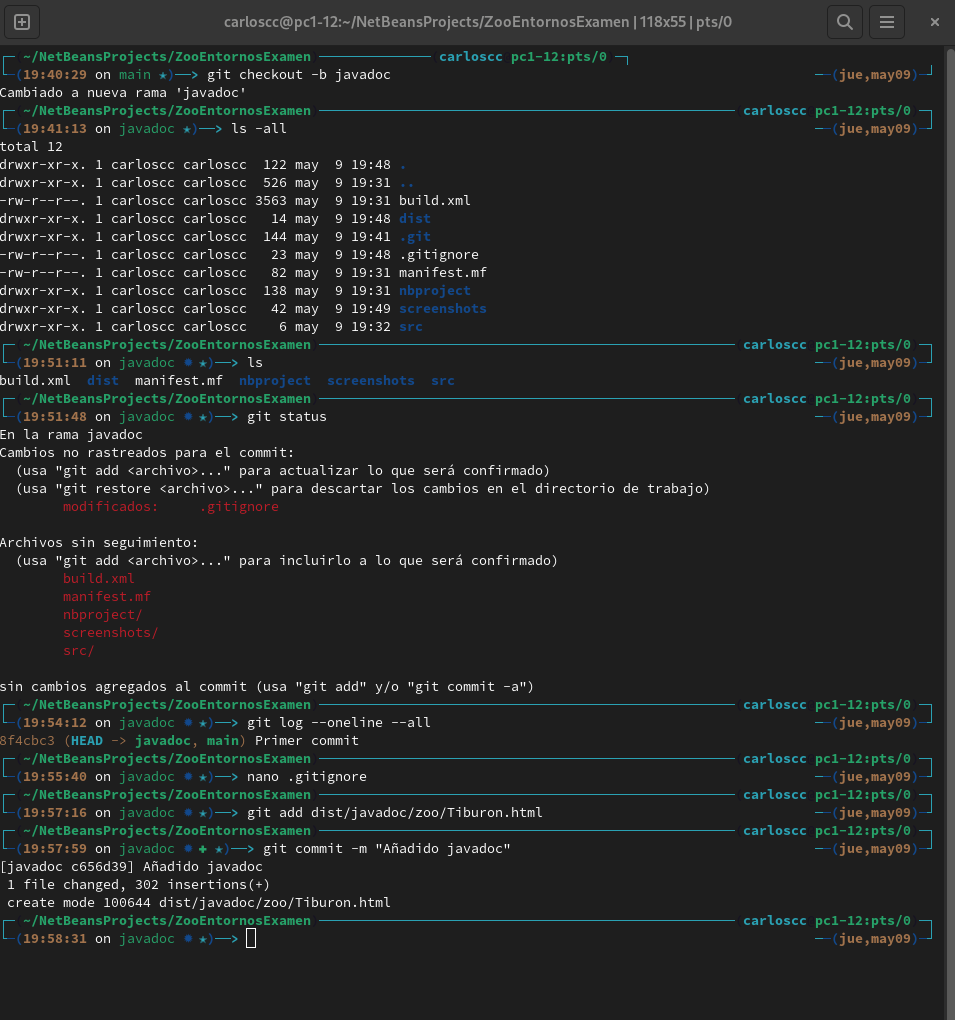 carloscc@pc1-12:~/NetBeansProjects/ZooEntornosExamen | 118x55 | pts/0
~/NetBeansProjects/ZooEntornosExamen carloscc pc1-12:pts/0
(19:40:29 on main ★)──> git checkout -b javadoc (jue,may09)
Cambiado a nueva rama 'javadoc'
~/NetBeansProjects/ZooEntornosExamen carloscc pc1-12:pts/0
(19:41:13 on javadoc ★)──> ls -all (jue,may09)
total 12
drwxr-xr-x. 1 carloscc carloscc  122 may  9 19:48 .
drwxr-xr-x. 1 carloscc carloscc  526 may  9 19:31 ..
-rw-r--r--. 1 carloscc carloscc 3563 may  9 19:31 build.xml
drwxr-xr-x. 1 carloscc carloscc   14 may  9 19:48 dist
drwxr-xr-x. 1 carloscc carloscc  144 may  9 19:41 .git
-rw-r--r--. 1 carloscc carloscc   23 may  9 19:48 .gitignore
-rw-r--r--. 1 carloscc carloscc   82 may  9 19:31 manifest.mf
drwxr-xr-x. 1 carloscc carloscc  138 may  9 19:31 nbproject
drwxr-xr-x. 1 carloscc carloscc   42 may  9 19:49 screenshots
drwxr-xr-x. 1 carloscc carloscc    6 may  9 19:32 src
~/NetBeansProjects/ZooEntornosExamen carloscc pc1-12:pts/0
(19:51:11 on javadoc ● ★)──> ls (jue,may09)
build.xml  dist  manifest.mf  nbproject  screenshots  src
~/NetBeansProjects/ZooEntornosExamen carloscc pc1-12:pts/0
(19:51:48 on javadoc ● ★)──> git status (jue,may09)
En la rama javadoc
Cambios no rastreados para el commit:
  (usa "git add <archivo>..." para actualizar lo que será confirmado)
  (usa "git restore <archivo>..." para descartar los cambios en el directorio de trabajo)
        modificados:     .gitignore
Archivos sin seguimiento:
  (usa "git add <archivo>..." para incluirlo a lo que será confirmado)
        build.xml
        manifest.mf
        nbproject/
        screenshots/
        src/
sin cambios agregados al commit (usa "git add" y/o "git commit -a")
~/NetBeansProjects/ZooEntornosExamen carloscc pc1-12:pts/0
(19:54:12 on javadoc ● ★)──> git log --oneline --all (jue,may09)
8f4cbc3 (HEAD -> javadoc, main) Primer commit
~/NetBeansProjects/ZooEntornosExamen carloscc pc1-12:pts/0
(19:55:40 on javadoc ● ★)──> nano .gitignore (jue,may09)
~/NetBeansProjects/ZooEntornosExamen carloscc pc1-12:pts/0
(19:57:16 on javadoc ● ★)──> git add dist/javadoc/zoo/Tiburon.html (jue,may09)
~/NetBeansProjects/ZooEntornosExamen carloscc pc1-12:pts/0
(19:57:59 on javadoc ● ✚ ★)──> git commit -m "Añadido javadoc" (jue,may09)
[javadoc c656d39] Añadido javadoc
 1 file changed, 302 insertions(+)
 create mode 100644 dist/javadoc/zoo/Tiburon.html
~/NetBeansProjects/ZooEntornosExamen carloscc pc1-12:pts/0
(19:58:31 on javadoc ● ★)──> (jue,may09)